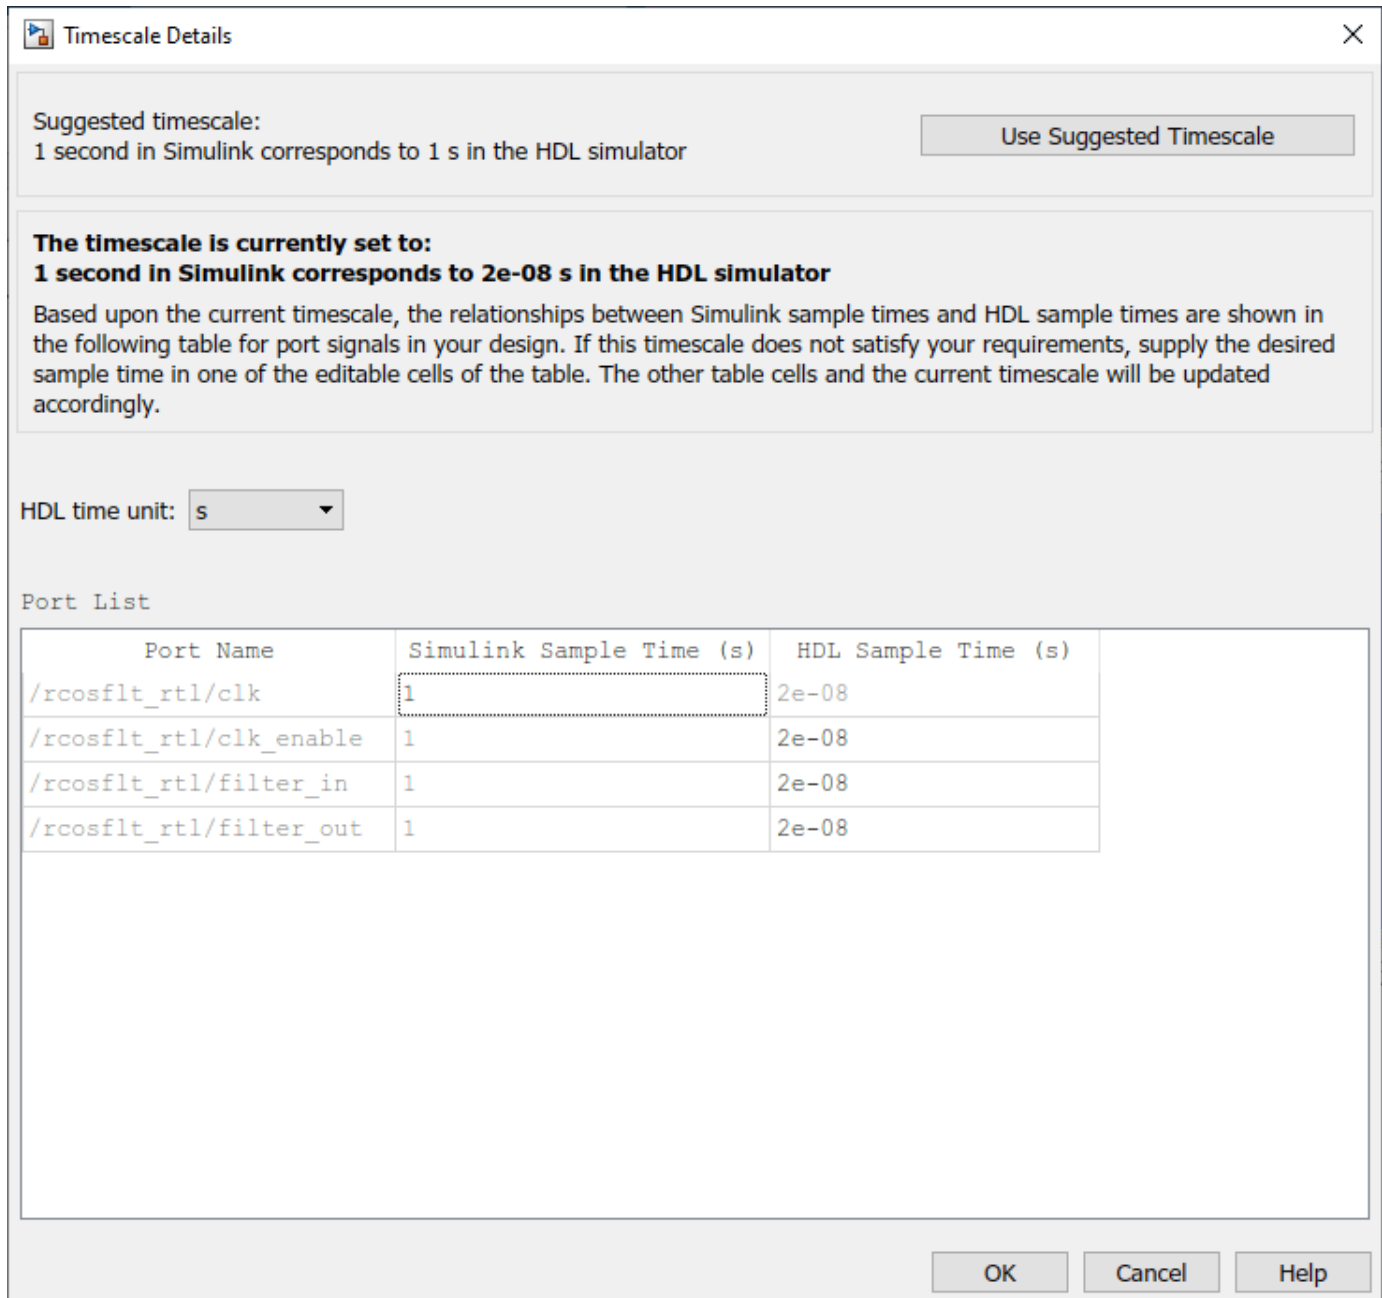 Timescale Details
Suggested timescale:
1 second in Simulink corresponds to 1 s in the HDL simulator
Use Suggested Timescale
The timescale is currently set to:
1 second in Simulink corresponds to 2e-08 s in the HDL simulator
Based upon the current timescale, the relationships between Simulink sample times and HDL sample times are shown in
the following table for port signals in your design. If this timescale does not satisfy your requirements, supply the desired
sample time in one of the editable cells of the table. The other table cells and the current timescale will be updated
accordingly.
HDL time unit: s
Port List
Port Name Simulink Sample Time (s) HDL Sample Time (s)
/rcosflt_rtl/clk 1 2e-08
/rcosflt_rtl/clk_enable 1 2e-08
/rcosflt_rtl/filter_in 1 2e-08
/rcosflt_rtl/filter_out 1 2e-08
OK Cancel Help